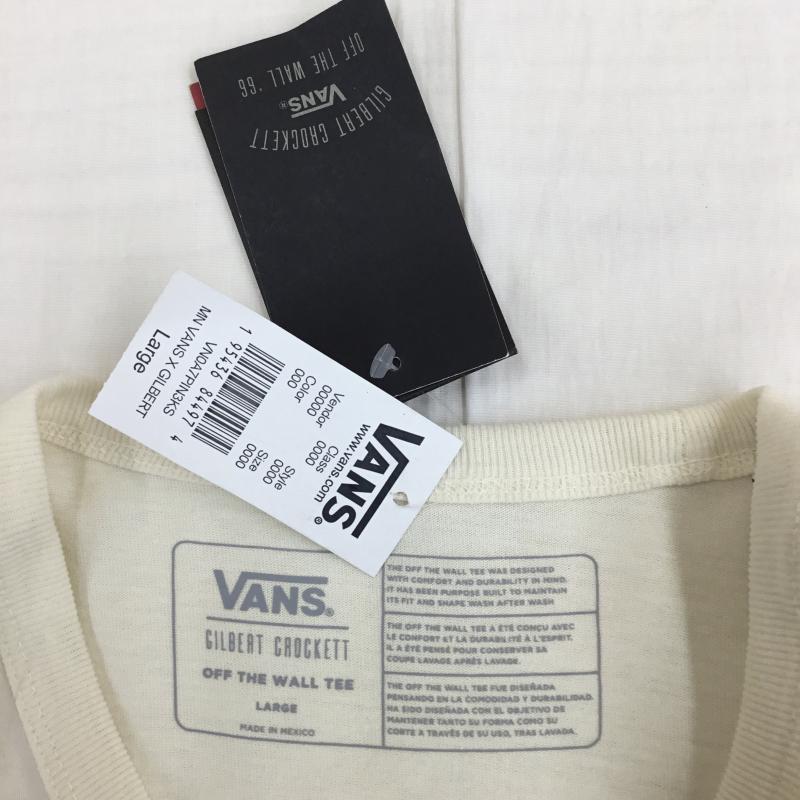 GILBERT CROCKETT
VANS®
OFF THE WALL '66
VANS®
www.vans.com
Vendor Class Style
00000 0000 0000
Color Size
000 0000
1 95436 84497 4
VN0A7PIN3KS
MN VANS X GILBERT
Large
VANS®
GILBERT CROCKETT
OFF THE WALL TEE
LARGE
MADE IN MEXICO
THE OFF THE WALL TEE WAS DESIGNED
WITH COMFORT AND DURABILITY IN MIND.
IT HAS BEEN PURPOSE BUILT TO MAINTAIN
ITS FIT AND SHAPE WASH AFTER WASH
THE OFF THE WALL TEE A ÉTÉ CONÇU AVEC
LE CONFORT ET LA DURABILITÉ À L'ESPRIT.
IL A ÉTÉ PENSÉ POUR CONSERVER SA
COUPE LAVAGE APRÈS LAVAGE.
THE OFF THE WALL TEE FUE DISEÑADA
PENSANDO EN LA COMODIDAD Y DURABILIDAD.
HA SIDO DISEÑADA CON EL OBJETIVO DE
MANTENER TANTO SU FORMA COMO SU
CORTE A TRAVÉS DE SU USO, TRAS LAVADA.